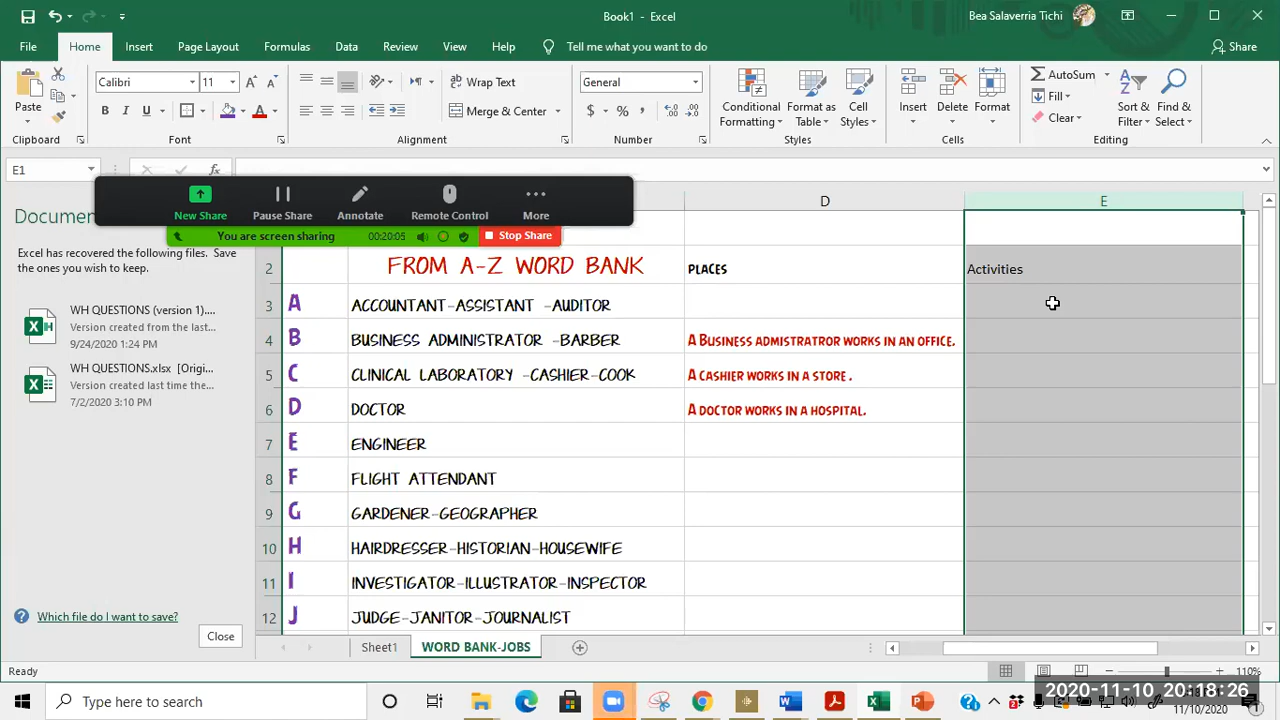 Book1 - Excel
Bea Salaverria Tichi
File Home Insert Page Layout Formulas Data Review View Help Tell me what you want to do Share
Paste
Calibri 11
B I U
Wrap Text
Merge & Center
General
$ % ,
Conditional Formatting
Format as Table
Cell Styles
Insert
Delete
Format
AutoSum
Fill
Clear
Sort & Filter
Find & Select
Clipboard Font Alignment Number Styles Cells Editing
E1 fx
New Share Pause Share Annotate Remote Control More
You are screen sharing 00:20:05 Stop Share
Documen
Excel has recovered the following files. Save
the ones you wish to keep.
WH QUESTIONS (version 1)....
Version created from the last...
9/24/2020 1:24 PM
WH QUESTIONS.xlsx [Origi...
Version created last time the...
7/2/2020 3:10 PM
Which file do I want to save?
Close
D E
2 FROM A-Z WORD BANK PLACES Activities
3 A ACCOUNTANT-ASSISTANT -AUDITOR
4 B BUSINESS ADMINISTRATOR -BARBER A BUSINESS ADMISTRATROR WORKS IN AN OFFICE.
5 C CLINICAL LABORATORY -CASHIER-COOK A CASHIER WORKS IN A STORE .
6 D DOCTOR A DOCTOR WORKS IN A HOSPITAL.
7 E ENGINEER
8 F FLIGHT ATTENDANT
9 G GARDENER-GEOGRAPHER
10 H HAIRDRESSER-HISTORIAN-HOUSEWIFE
11 I INVESTIGATOR-ILLUSTRATOR-INSPECTOR
12 J JUDGE-JANITOR-JOURNALIST
Sheet1 WORD BANK-JOBS
Ready 110%
Type here to search
2020-11-10 20:18:26
11/10/2020